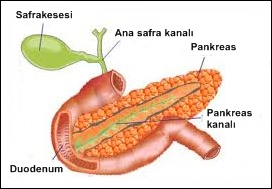 Safrakesesi
Ana safra kanalı
Pankreas
Pankreas
kanalı
Duodenum